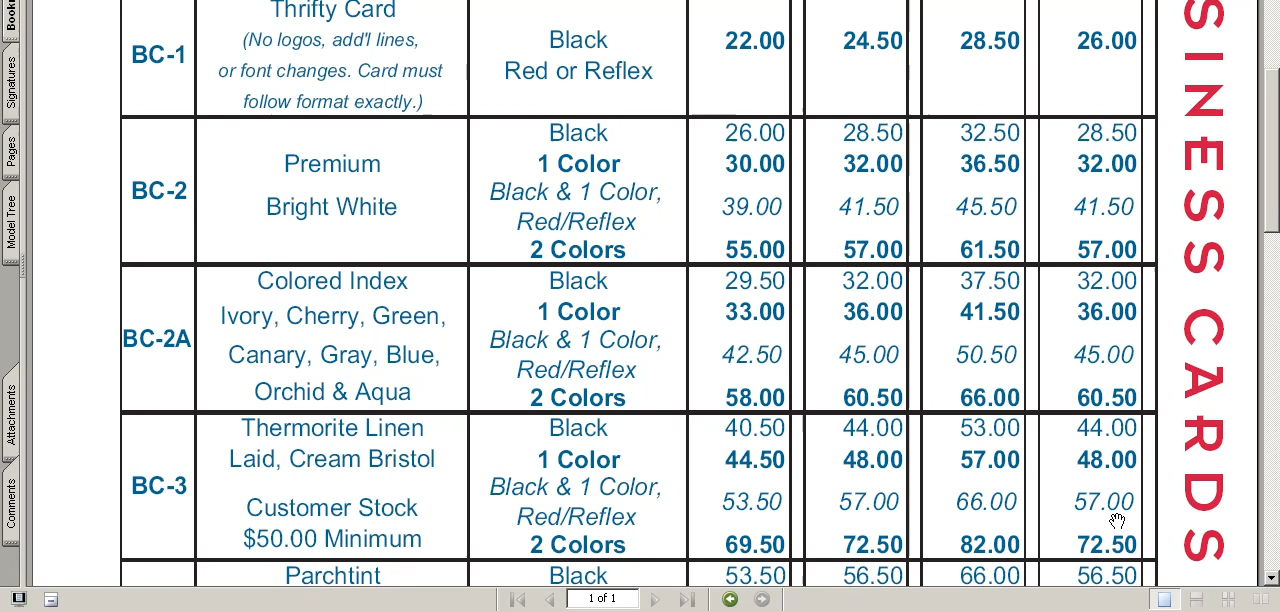 Thrifty Card
BC-1 (No logos, add'l lines, Black 22.00 24.50 28.50 26.00
or font changes. Card must Red or Reflex
follow format exactly.)
Black 26.00 28.50 32.50 28.50
Premium 1 Color 30.00 32.00 36.50 32.00
BC-2 Black & 1 Color,
Bright White 39.00 41.50 45.50 41.50
Red/Reflex
2 Colors 55.00 57.00 61.50 57.00
Colored Index Black 29.50 32.00 37.50 32.00
Ivory, Cherry, Green, 1 Color 33.00 36.00 41.50 36.00
BC-2A Black & 1 Color,
Canary, Gray, Blue, 42.50 45.00 50.50 45.00
Red/Reflex
Orchid & Aqua 2 Colors 58.00 60.50 66.00 60.50
Thermorite Linen Black 40.50 44.00 53.00 44.00
Laid, Cream Bristol 1 Color 44.50 48.00 57.00 48.00
BC-3 Black & 1 Color,
Customer Stock 53.50 57.00 66.00 57.00
Red/Reflex
$50.00 Minimum 2 Colors 69.50 72.50 82.00 72.50
Parchtint Black 53.50 56.50 66.00 56.50
SINESS CARDS
Signatures
Pages
Model Tree
Attachments
Comments
1 of 1